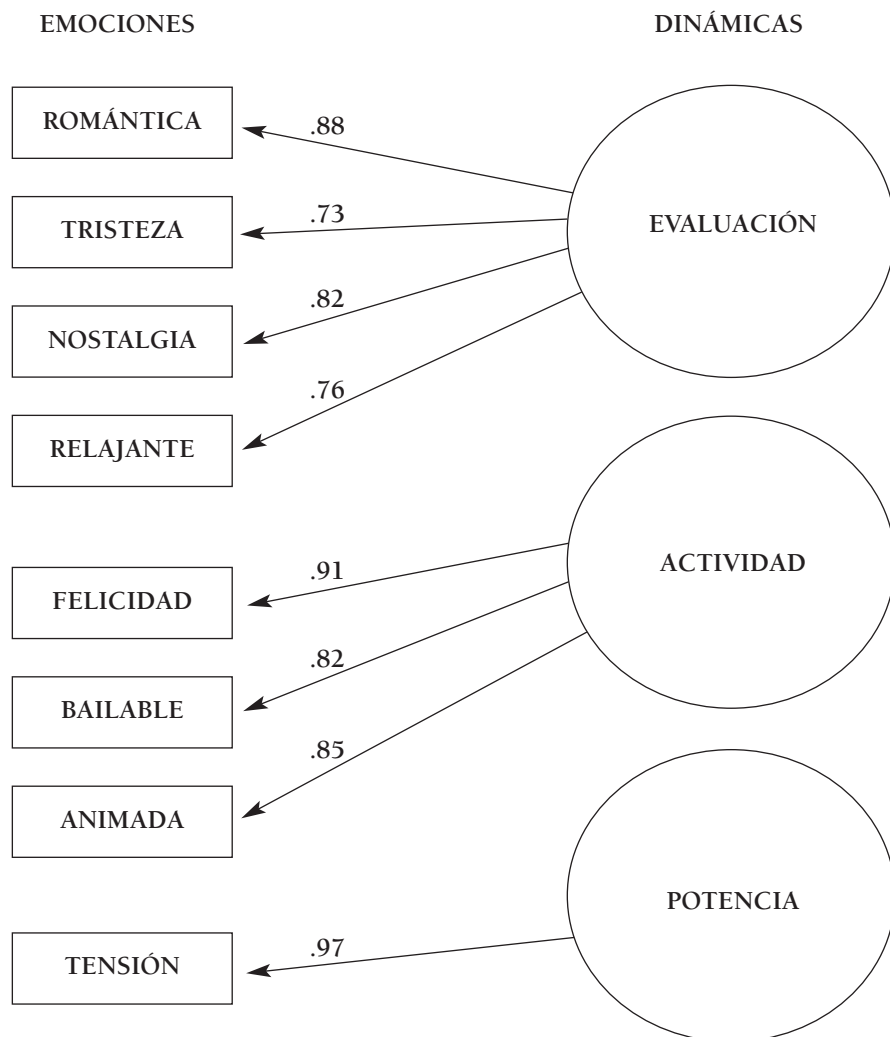 EMOCIONES DINÁMICAS
ROMÁNTICA .88
TRISTEZA .73 EVALUACIÓN
NOSTALGIA .82
RELAJANTE .76
FELICIDAD .91 ACTIVIDAD
BAILABLE .82
ANIMADA .85
POTENCIA
TENSIÓN .97